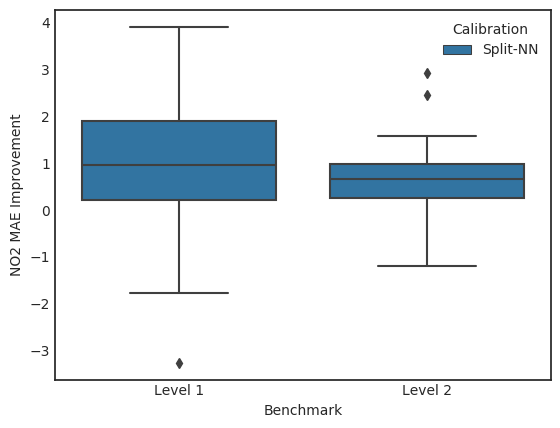 Calibration
Split-NN
4
3
2
1
0
−1
−2
−3
NO2 MAE Improvement
Level 1
Level 2
Benchmark